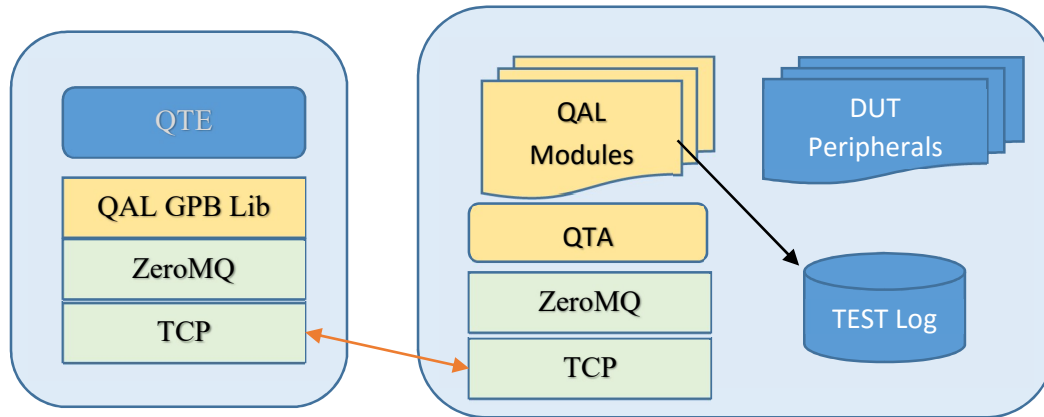 QTE
QAL GPB Lib
ZeroMQ
TCP
QAL
Modules
QTA
ZeroMQ
TCP
DUT
Peripherals
TEST Log